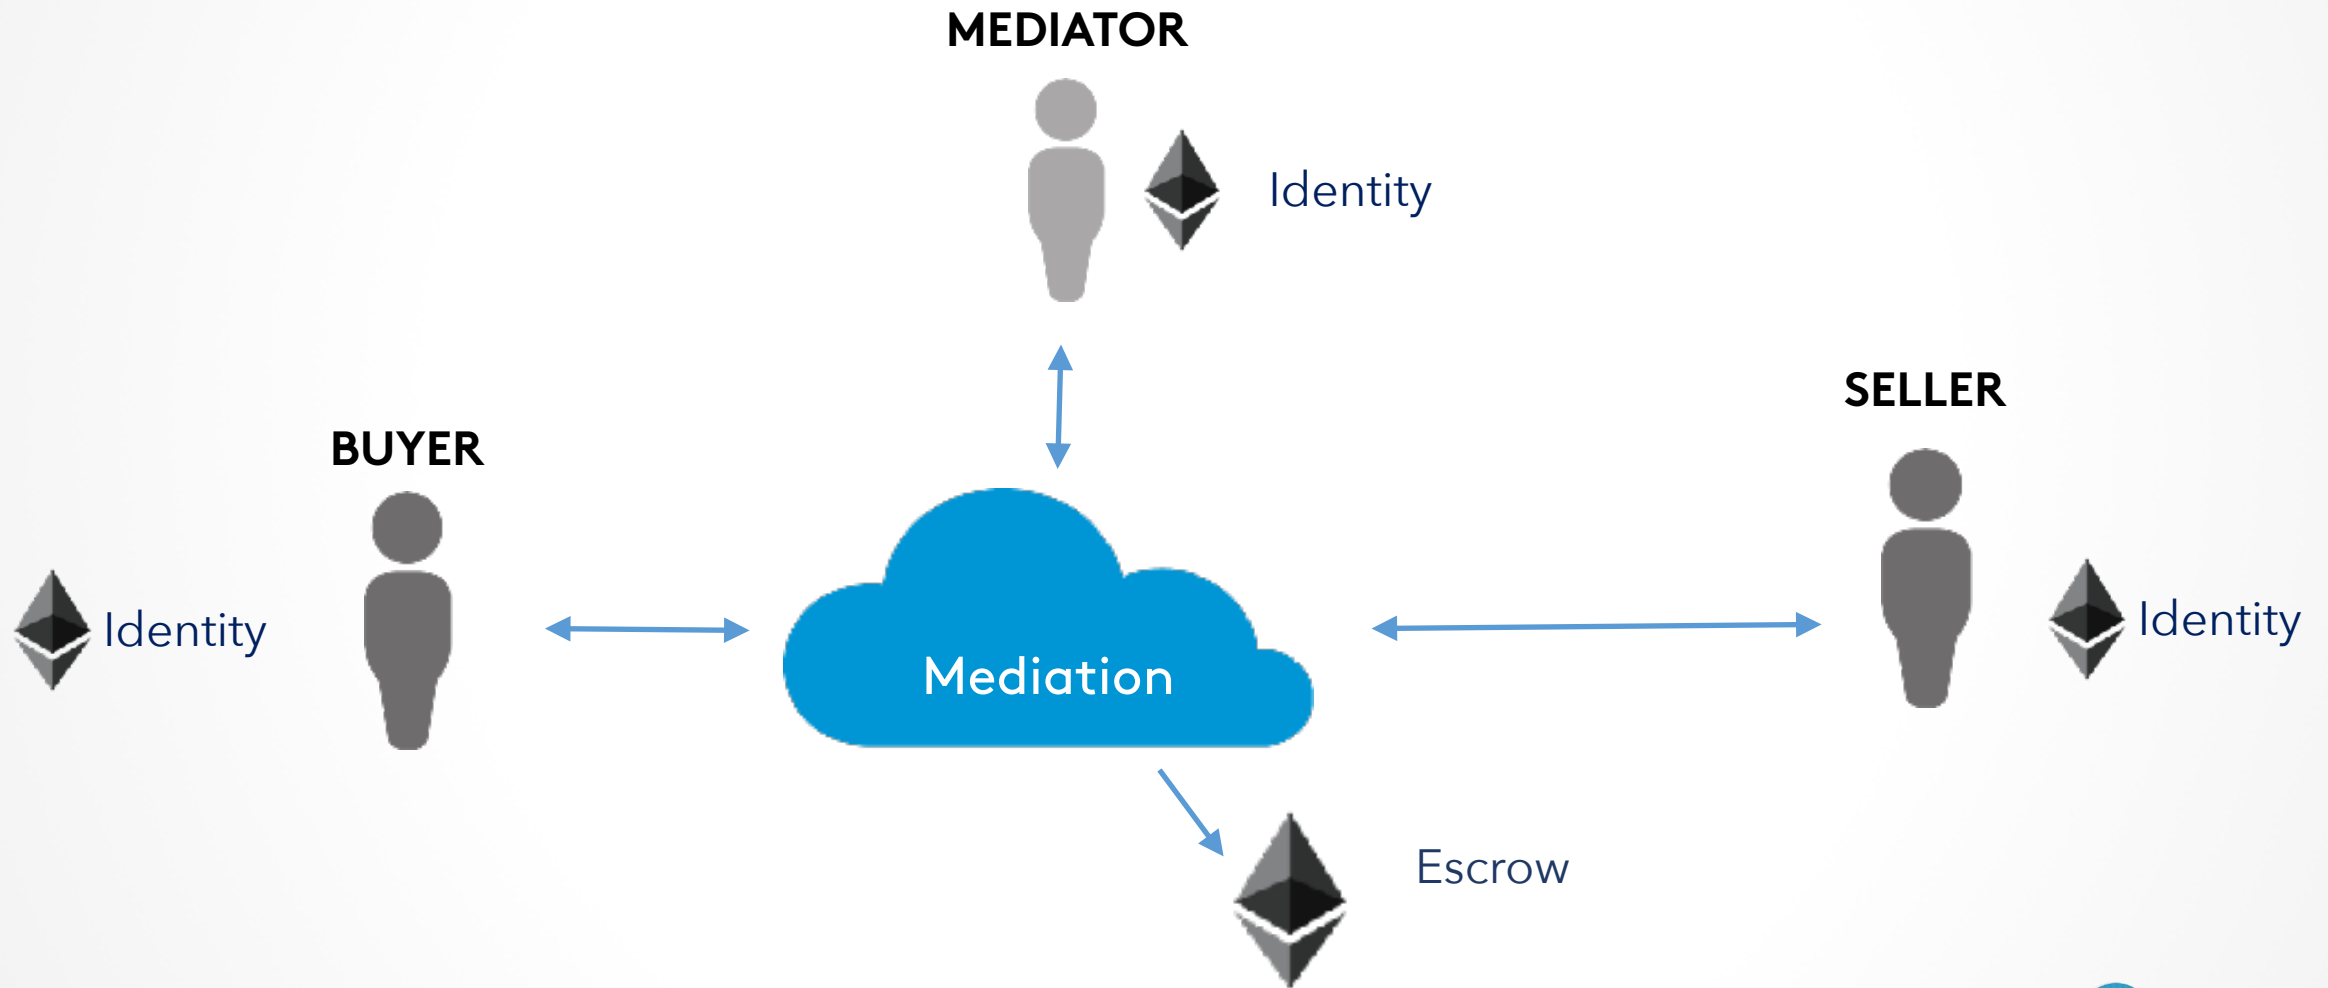 MEDIATOR
Identity
SELLER
BUYER
Identity
Mediation
Identity
Escrow